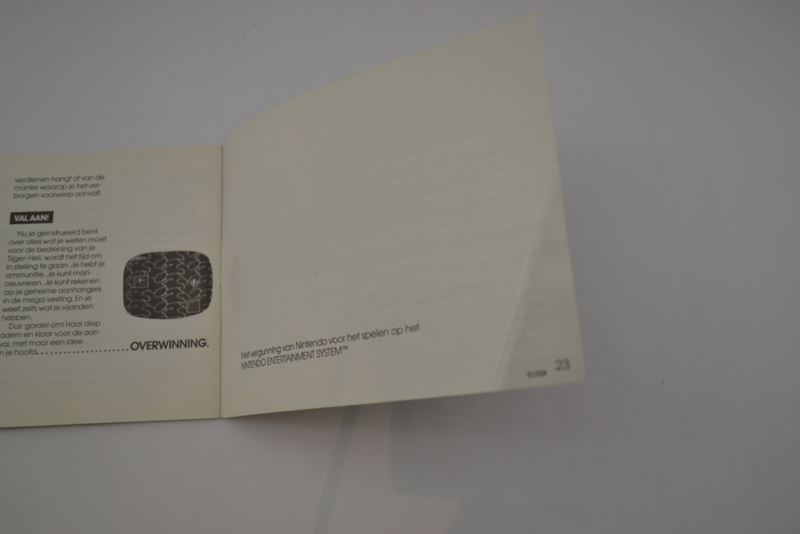 verdienen hangt af van de
manier waarop je het ver-
borgen voorwerp aanvalt.
VAL AAN!
Nu je geïnstrueerd bent
over alles wat je weten moet
voor de bediening van je
Tijger-Heli, wordt het tijd om
in stelling te gaan. Je hebt je
ammunitie. Je kunt man-
oeuvreren. Je kunt rekenen
op je geheime aanhangers
in de mega-vesting. En je
weet zelfs wat je vijanden
hebben.
Dus: gordel om! Haal diep
adem en klaar voor de aan-
val, met maar een idee
in je hoofd..................OVERWINNING.
Met vergunning van Nintendo voor het spelen op het
NINTENDO ENTERTAINMENT SYSTEM™
23